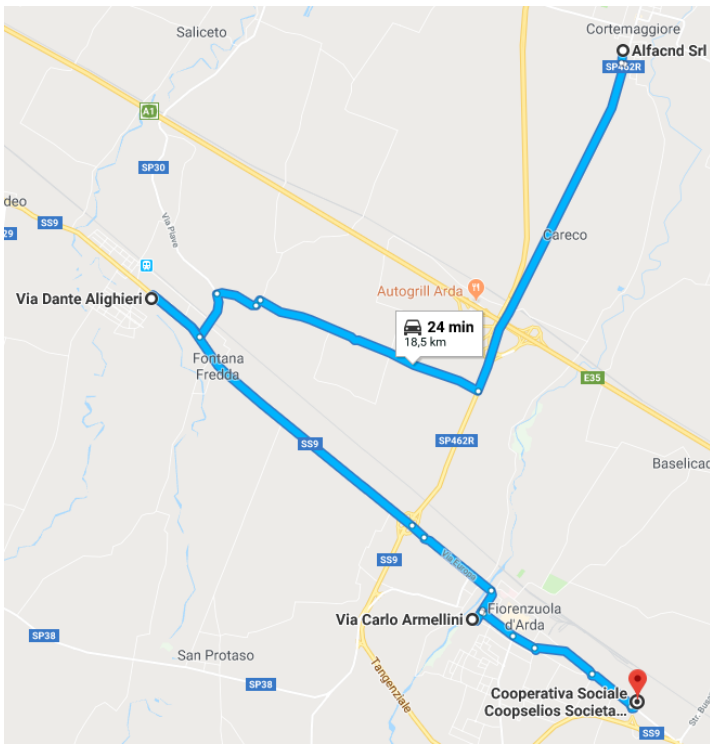 Saliceto
Cortemaggiore
Alfacnd Srl
SP462R
A1
SP30
deo
SS9
29
Via Piave
Careco
Autogrill Arda
Via Dante Alighieri
24 min
18,5 km
Fontana
Fredda
E35
SS9
SP462R
Baselicad
SS9
Via Carlo Armellini
Fiorenzuola
d'Arda
SP38
San Protaso
SP38
Tangenziale
Cooperativa Sociale
Coopselios Societa...
SS9